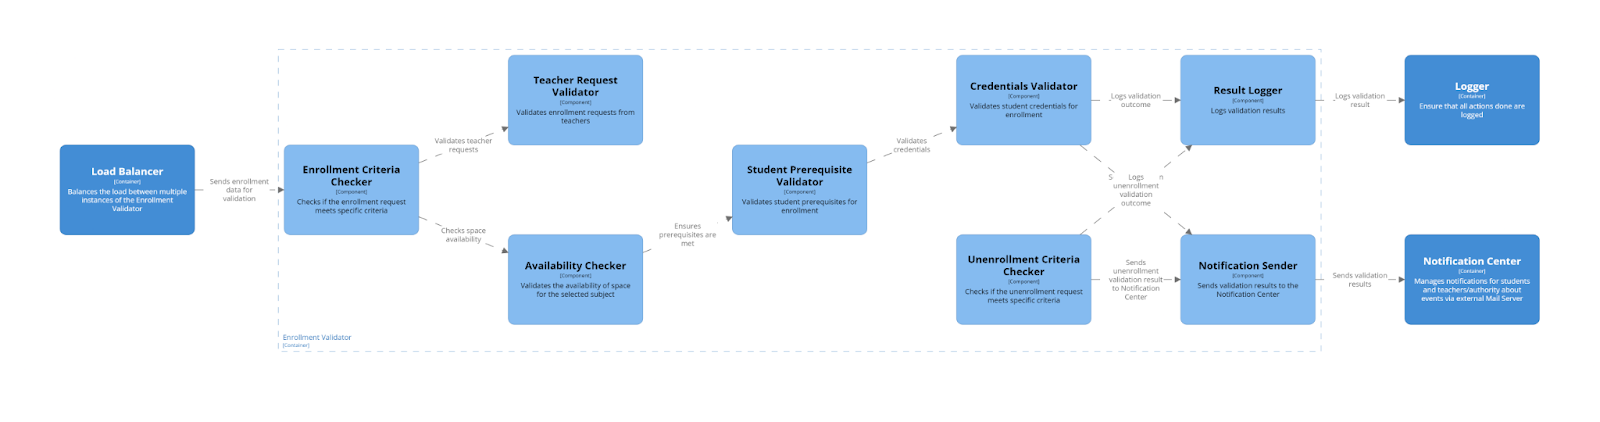 Load Balancer
[Container]
Balances the load between multiple
instances of the Enrollment
Validator
Sends enrollment
data for
validation
Enrollment Criteria
Checker
[Component]
Checks if the enrollment request
meets specific criteria
Validates teacher
requests
Checks space
availability
Teacher Request
Validator
[Component]
Validates enrollment requests from
teachers
Availability Checker
[Component]
Validates the availability of space
for the selected subject
Ensures
prerequisites are
met
Student Prerequisite
Validator
[Component]
Validates student prerequisites for
enrollment
Validates
credentials
Credentials Validator
[Component]
Validates student credentials for
enrollment
Logs validation
outcome
Logs
unenrollment
validation
outcome
Unenrollment Criteria
Checker
[Component]
Checks if the unenrollment request
meets specific criteria
Sends
unenrollment
validation result
to Notification
Center
Result Logger
[Component]
Logs validation results
Notification Sender
[Component]
Sends validation results to the
Notification Center
Logs validation
result
Sends validation
results
Logger
[Container]
Ensure that all actions done are
logged
Notification Center
[Container]
Manages notifications for students
and teachers/authority about
events via external Mail Server
Enrollment Validator
[Container]